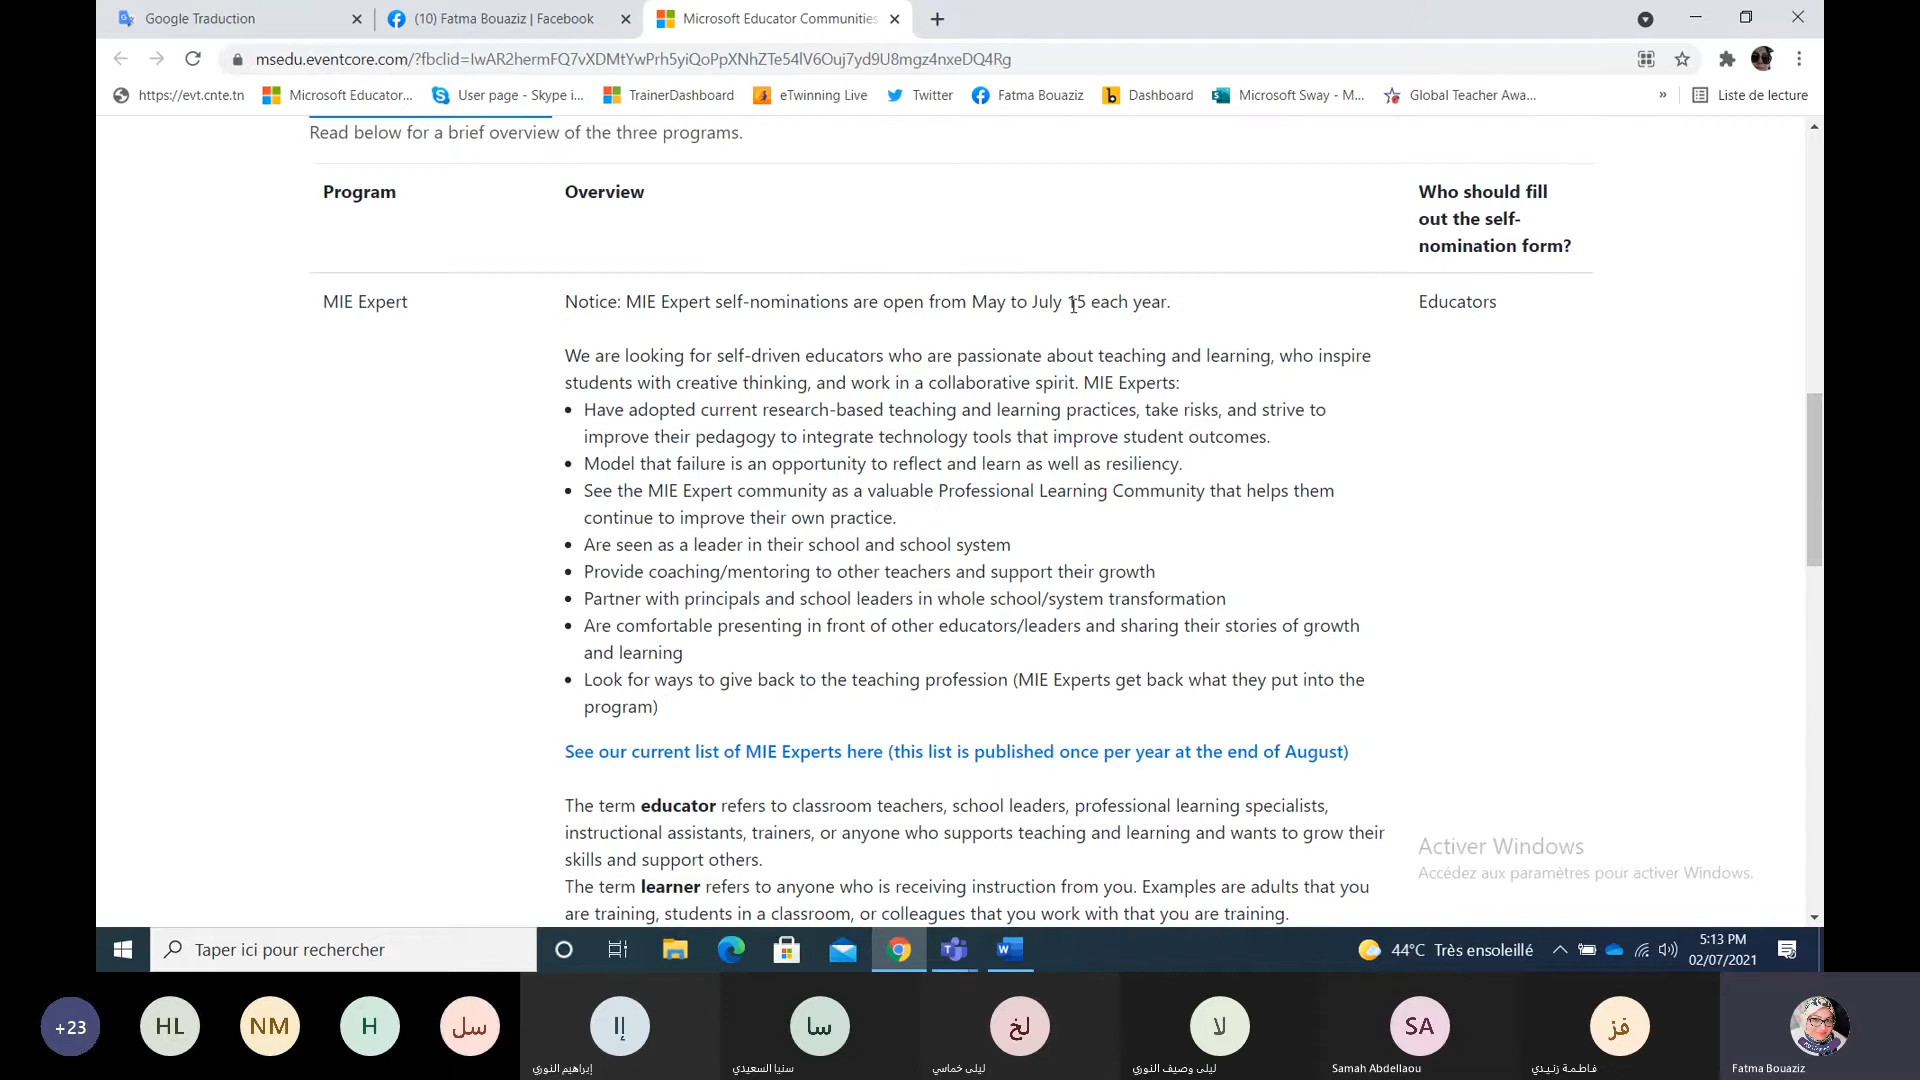 Google Traduction
(10) Fatma Bouaziz | Facebook
Microsoft Educator Communities
msedu.eventcore.com/?fbclid=IwAR2hermFQ7vXDMtYwPrh5yiQoPpXNhZTe54lV6Ouj7yd9U8mgz4nxeDQ4Rg
https://evt.cnte.tn
Microsoft Educator...
User page - Skype i...
TrainerDashboard
eTwinning Live
Twitter
Fatma Bouaziz
Dashboard
Microsoft Sway - M...
Global Teacher Awa...
»
Liste de lecture
Read below for a brief overview of the three programs.
Program
Overview
Who should fill
out the self-
nomination form?
MIE Expert
Notice: MIE Expert self-nominations are open from May to July 15 each year.
Educators
We are looking for self-driven educators who are passionate about teaching and learning, who inspire
students with creative thinking, and work in a collaborative spirit. MIE Experts:
• Have adopted current research-based teaching and learning practices, take risks, and strive to
improve their pedagogy to integrate technology tools that improve student outcomes.
• Model that failure is an opportunity to reflect and learn as well as resiliency.
• See the MIE Expert community as a valuable Professional Learning Community that helps them
continue to improve their own practice.
• Are seen as a leader in their school and school system
• Provide coaching/mentoring to other teachers and support their growth
• Partner with principals and school leaders in whole school/system transformation
• Are comfortable presenting in front of other educators/leaders and sharing their stories of growth
and learning
• Look for ways to give back to the teaching profession (MIE Experts get back what they put into the
program)
See our current list of MIE Experts here (this list is published once per year at the end of August)
The term educator refers to classroom teachers, school leaders, professional learning specialists,
instructional assistants, trainers, or anyone who supports teaching and learning and wants to grow their
skills and support others.
The term learner refers to anyone who is receiving instruction from you. Examples are adults that you
are training, students in a classroom, or colleagues that you work with that you are training.
Activer Windows
Accédez aux paramètres pour activer Windows.
Taper ici pour rechercher
44°C Très ensoleillé
5:13 PM
02/07/2021
+23
HL
NM
H
سل
إا
سا
لخ
لا
SA
فز
إبراهيم النوري
سنيا السعيدي
ليلى خماسي
ليلى وصيف النوري
Samah Abdellaou
فاطمة زنيدي
Fatma Bouaziz